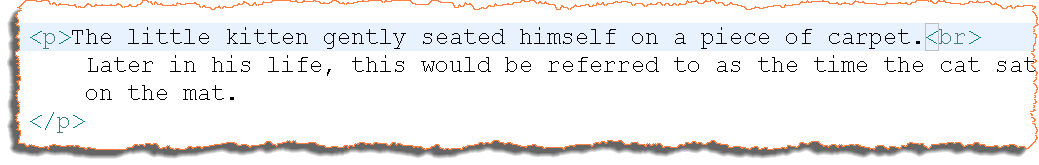 <p>The little kitten gently seated himself on a piece of carpet.<br>
Later in his life, this would be referred to as the time the cat sat
on the mat.
</p>